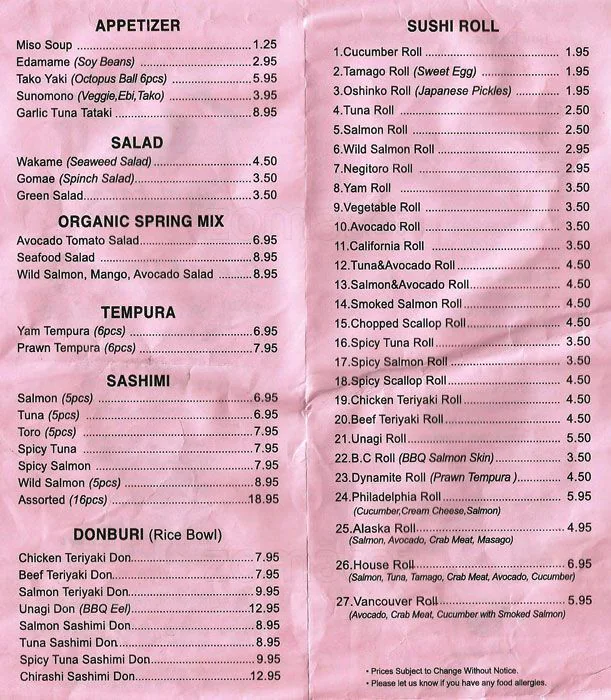 APPETIZER
Miso Soup ........ 1.25
Edamame (Soy Beans) ........ 2.95
Tako Yaki (Octopus Ball 6pcs) ........ 5.95
Sunomono (Veggie,Ebi,Tako) ........ 3.95
Garlic Tuna Tataki ........ 8.95
SALAD
Wakame (Seaweed Salad) ........ 4.50
Gomae (Spinch Salad) ........ 3.50
Green Salad ........ 3.50
ORGANIC SPRING MIX
Avocado Tomato Salad ........ 6.95
Seafood Salad ........ 8.95
Wild Salmon, Mango, Avocado Salad ........ 8.95
TEMPURA
Yam Tempura (6pcs) ........ 6.95
Prawn Tempura (6pcs) ........ 7.95
SASHIMI
Salmon (5pcs) ........ 6.95
Tuna (5pcs) ........ 6.95
Toro (5pcs) ........ 7.95
Spicy Tuna ........ 7.95
Spicy Salmon ........ 7.95
Wild Salmon (5pcs) ........ 8.95
Assorted (16pcs) ........ 18.95
DONBURI (Rice Bowl)
Chicken Teriyaki Don ........ 7.95
Beef Teriyaki Don ........ 7.95
Salmon Teriyaki Don ........ 9.95
Unagi Don (BBQ Eel) ........ 12.95
Salmon Sashimi Don ........ 8.95
Tuna Sashimi Don ........ 8.95
Spicy Tuna Sashimi Don ........ 9.95
Chirashi Sashimi Don ........ 12.95
SUSHI ROLL
1.Cucumber Roll ........ 1.95
2.Tamago Roll (Sweet Egg) ........ 1.95
3.Oshinko Roll (Japanese Pickles) ........ 1.95
4.Tuna Roll ........ 2.50
5.Salmon Roll ........ 2.50
6.Wild Salmon Roll ........ 2.95
7.Negitoro Roll ........ 2.95
8.Yam Roll ........ 3.50
9.Vegetable Roll ........ 3.50
10.Avocado Roll ........ 3.50
11.California Roll ........ 3.50
12.Tuna&Avocado Roll ........ 4.50
13.Salmon&Avocado Roll ........ 4.50
14.Smoked Salmon Roll ........ 4.50
15.Chopped Scallop Roll ........ 4.50
16.Spicy Tuna Roll ........ 3.50
17.Spicy Salmon Roll ........ 3.50
18.Spicy Scallop Roll ........ 4.50
19.Chicken Teriyaki Roll ........ 4.50
20.Beef Teriyaki Roll ........ 4.50
21.Unagi Roll ........ 5.50
22.B.C Roll (BBQ Salmon Skin) ........ 3.50
23.Dynamite Roll (Prawn Tempura) ........ 4.50
24.Philadelphia Roll ........ 5.95
(Cucumber,Cream Cheese,Salmon)
25.Alaska Roll ........ 4.95
(Salmon, Avocado, Crab Meat, Masago)
26.House Roll ........ 6.95
(Salmon, Tuna, Tamago, Crab Meat, Avocado, Cucumber)
27.Vancouver Roll ........ 5.95
(Avocado, Crab Meat, Cucumber with Smoked Salmon)
• Prices Subject to Change Without Notice.
• Please let us know if you have any food allergies.